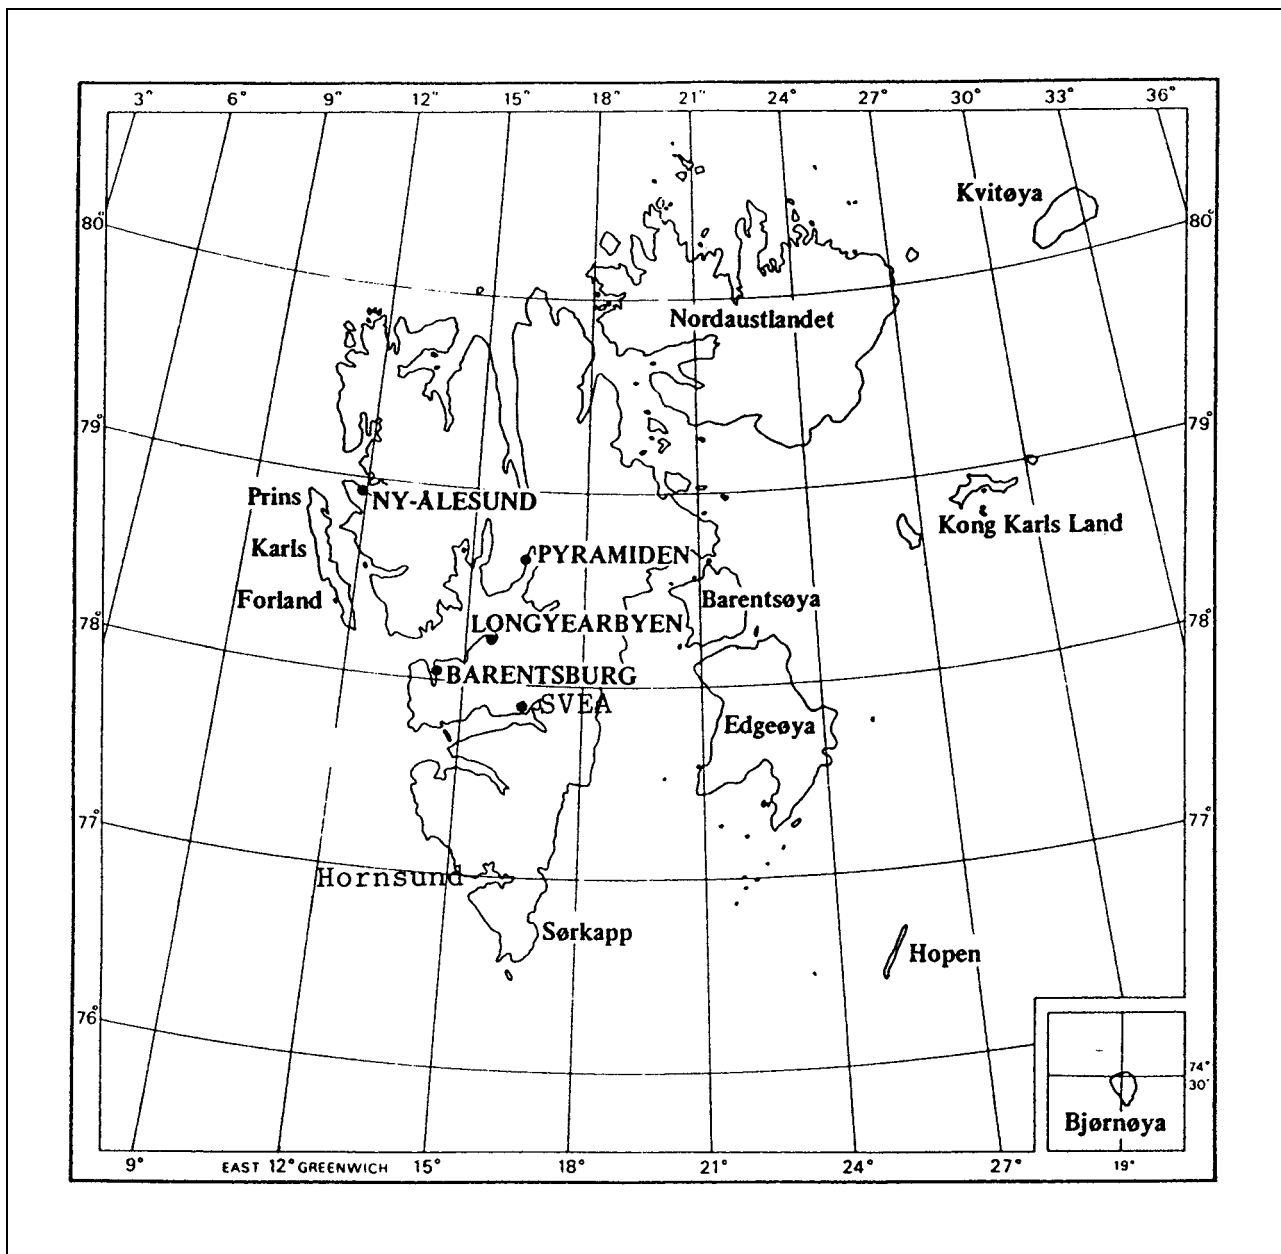 3° 6° 9° 12° 15° 18° 21° 24° 27° 30° 33° 36°
Kvitøya
80° 80°
Nordaustlandet
79° 79°
Prins
NY-ÅLESUND
Kong Karls Land
Karls
PYRAMIDEN
Forland
Barentsøya
78° 78°
LONGYEARBYEN
BARENTSBURG
SVEA
Edgeøya
77° 77°
Hornsund
Sørkapp
Hopen
76°
74°
30'
Bjørnøya
9° EAST 12° GREENWICH 15° 18° 21° 24° 27° 19°